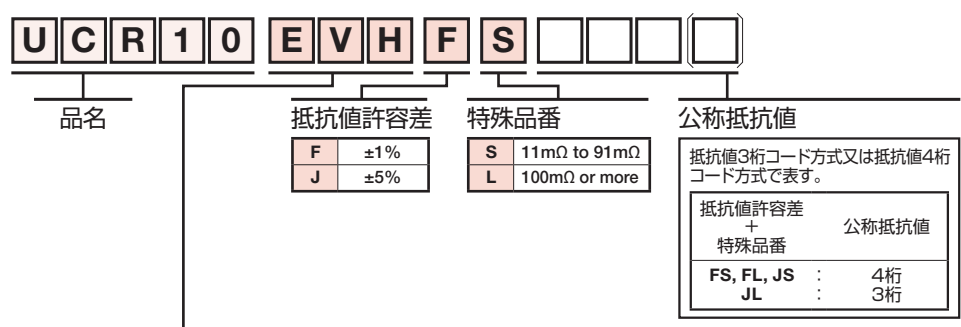 UCR10 EVH F S
品名
抵抗値許容差
F ±1%
J ±5%
特殊品番
S 11mΩ to 91mΩ
L 100mΩ or more
公称抵抗値
抵抗値3桁コード方式又は抵抗値4桁
コード方式で表す。
抵抗値許容差
+
特殊品番
公称抵抗値
FS, FL, JS : 4桁
JL : 3桁